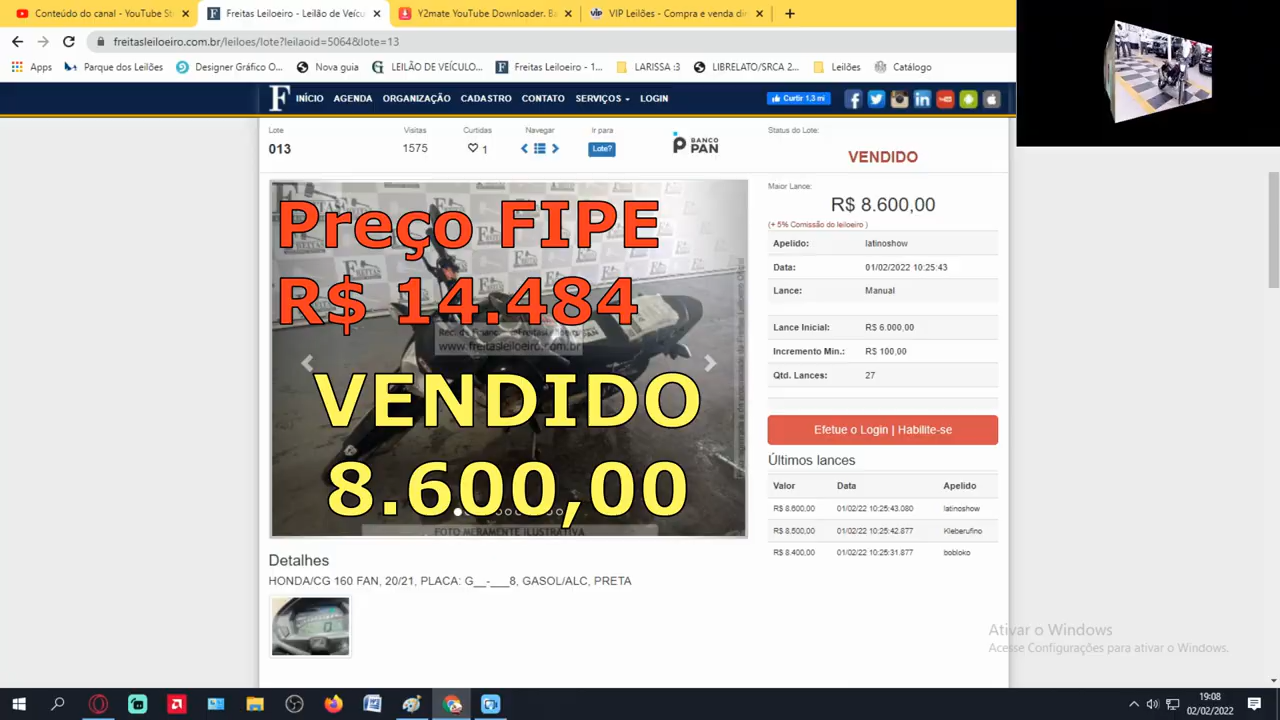 Conteúdo do canal - YouTube St
Freitas Leiloeiro - Leilão de Veícu
Y2mate YouTube Downloader. Ba
VIP Leilões - Compra e venda dir
freitasleiloeiro.com.br/leiloes/lote?leilaoid=5064&lote=13
Apps
Parque dos Leilões
Designer Gráfico O...
Nova guia
LEILÃO DE VEÍCULO...
Freitas Leiloeiro - 1...
LARISSA :3
LIBRELATO/SRCA 2...
Leilões
Catálogo
F INÍCIO AGENDA ORGANIZAÇÃO CADASTRO CONTATO SERVIÇOS LOGIN
Curtir 1,3 mi
Lote
013
Visitas
1575
Curtidas
1
Navegar
Ir para
Lote?
BANCO
PAN
Status do Lote:
VENDIDO
Maior Lance:
R$ 8.600,00
(+ 5% Comissão do leiloeiro )
Apelido: latinoshow
Data: 01/02/2022 10:25:43
Lance: Manual
Lance Inicial: R$ 6.000,00
Incremento Min.: R$ 100,00
Qtd. Lances: 27
Efetue o Login | Habilite-se
Últimos lances
Valor Data Apelido
R$ 8.600,00 01/02/22 10:25:43.080 latinoshow
R$ 8.500,00 01/02/22 10:25:42.877 Kleberufino
R$ 8.400,00 01/02/22 10:25:31.877 bobloko
Preço FIPE
R$ 14.484
www.freitasleiloeiro.com.br
VENDIDO
8.600,00
FOTO MERAMENTE ILUSTRATIVA
Detalhes
HONDA/CG 160 FAN, 20/21, PLACA: G__-___8, GASOL/ALC, PRETA
Ativar o Windows
Acesse Configurações para ativar o Windows.
19:08
02/02/2022